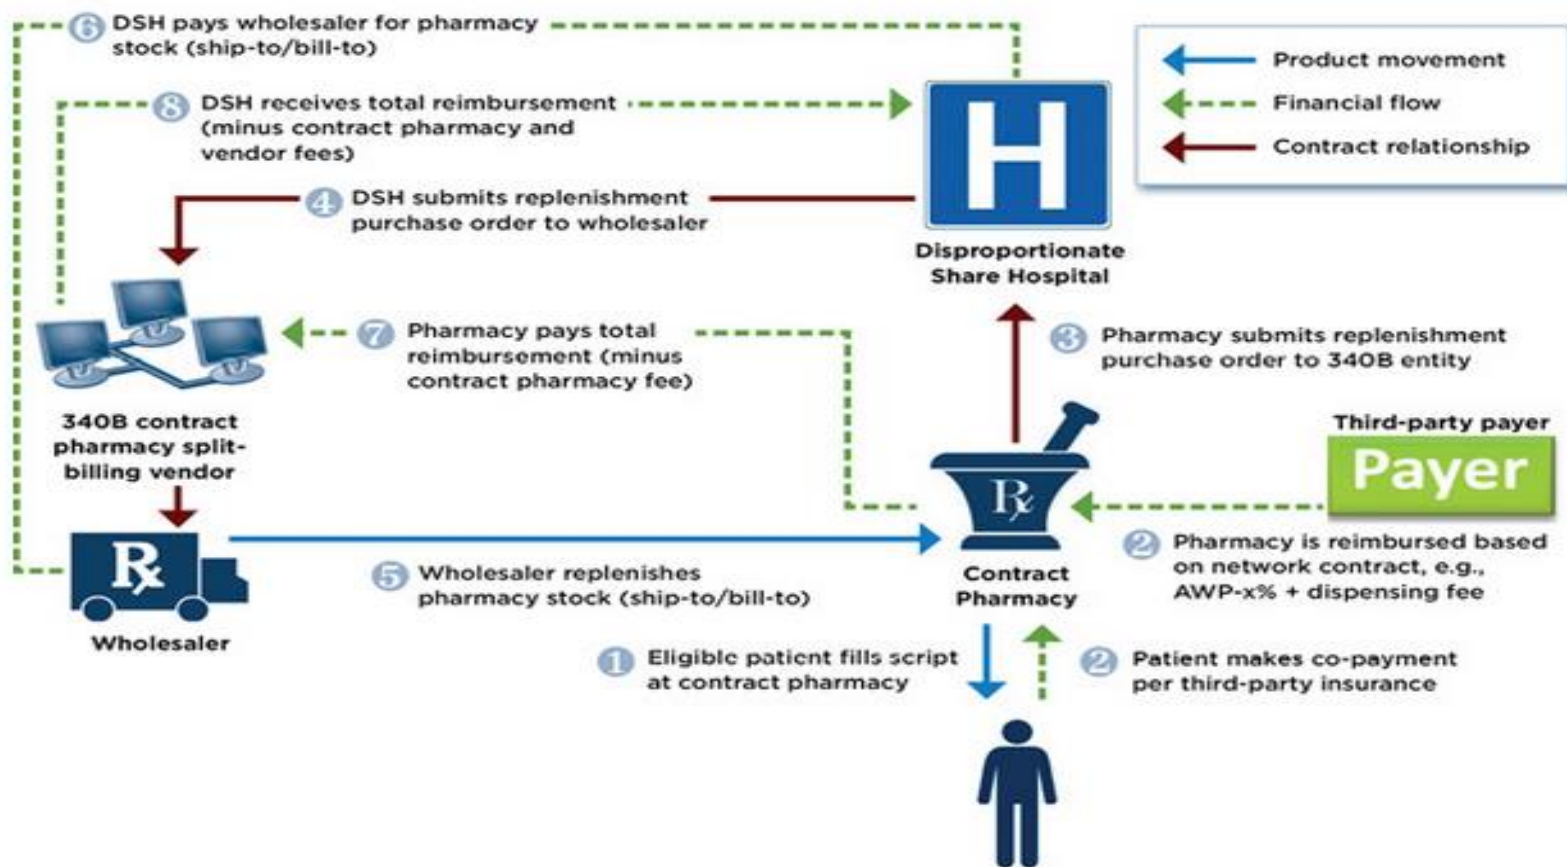 6 DSH pays wholesaler for pharmacy
stock (ship-to/bill-to)
8 DSH receives total reimbursement
(minus contract pharmacy and
vendor fees)
4 DSH submits replenishment
purchase order to wholesaler
H
Disproportionate
Share Hospital
Product movement
Financial flow
Contract relationship
7 Pharmacy pays total
reimbursement (minus
contract pharmacy fee)
3 Pharmacy submits replenishment
purchase order to 340B entity
340B contract
pharmacy split-
billing vendor
Rx
Third-party payer
Payer
Rx
Wholesaler
5 Wholesaler replenishes
pharmacy stock (ship-to/bill-to)
Contract
Pharmacy
2 Pharmacy is reimbursed based
on network contract, e.g.,
AWP-x% + dispensing fee
1 Eligible patient fills script
at contract pharmacy
2 Patient makes co-payment
per third-party insurance